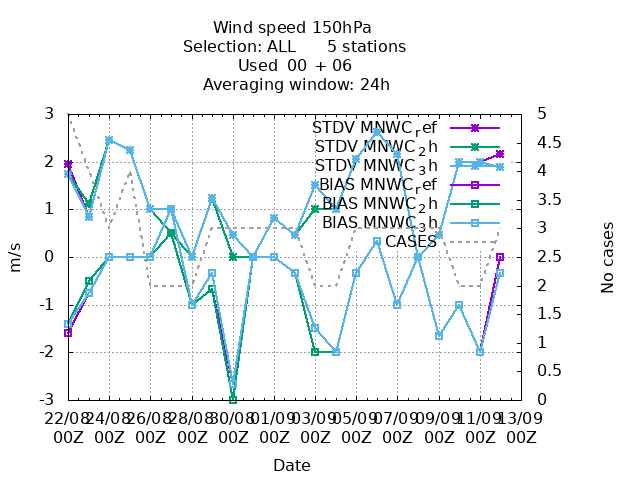 Wind speed 150hPa
Selection: ALL 5 stations
Used 00 + 06
Averaging window: 24h
STDV MNWC_ref
STDV MNWC_2h
STDV MNWC_3h
BIAS MNWC_ref
BIAS MNWC_2h
BIAS MNWC_3h
CASES
3
2
1
0
-1
-2
-3
m/s
5
4.5
4
3.5
3
2.5
2
1.5
1
0.5
0
No cases
22/08 24/08 26/08 28/08 30/08 01/09 03/09 05/09 07/09 09/09 11/09 13/09
00Z 00Z 00Z 00Z 00Z 00Z 00Z 00Z 00Z 00Z 00Z 00Z
Date